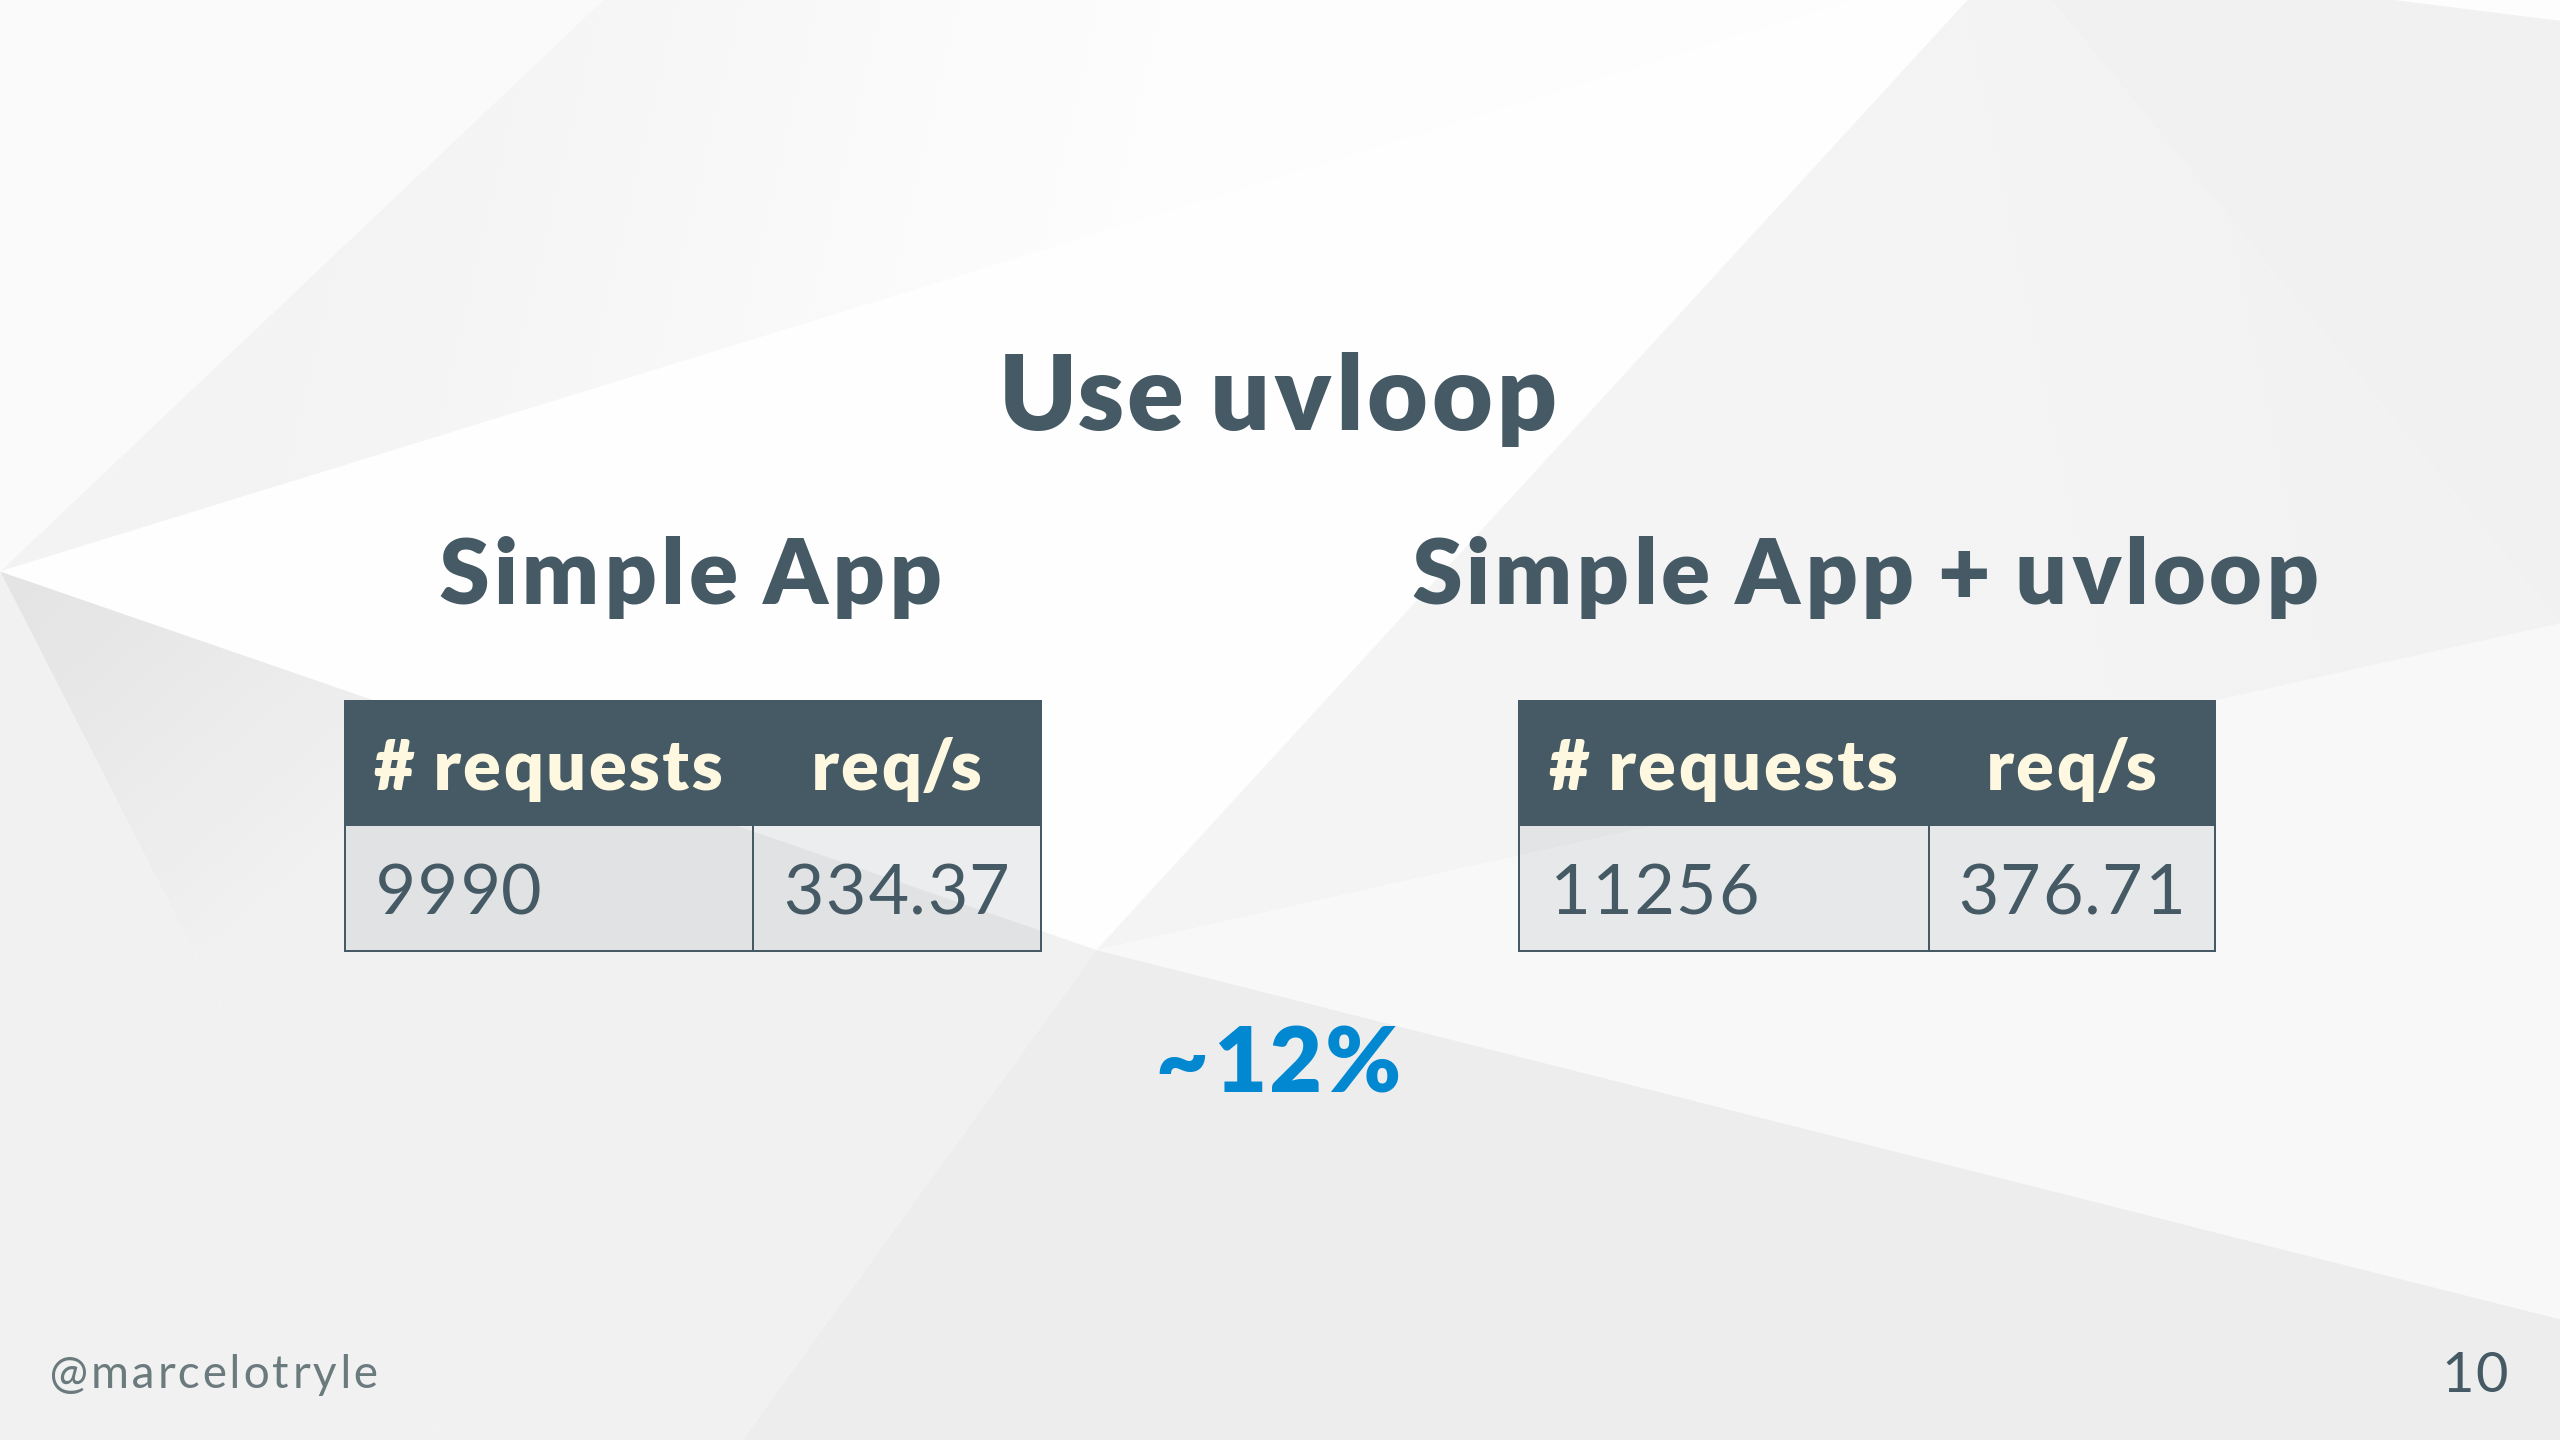 Use uvloop
Simple App
# requests req/s
9990 334.37
Simple App + uvloop
# requests req/s
11256 376.71
~12%
@marcelotryle
10